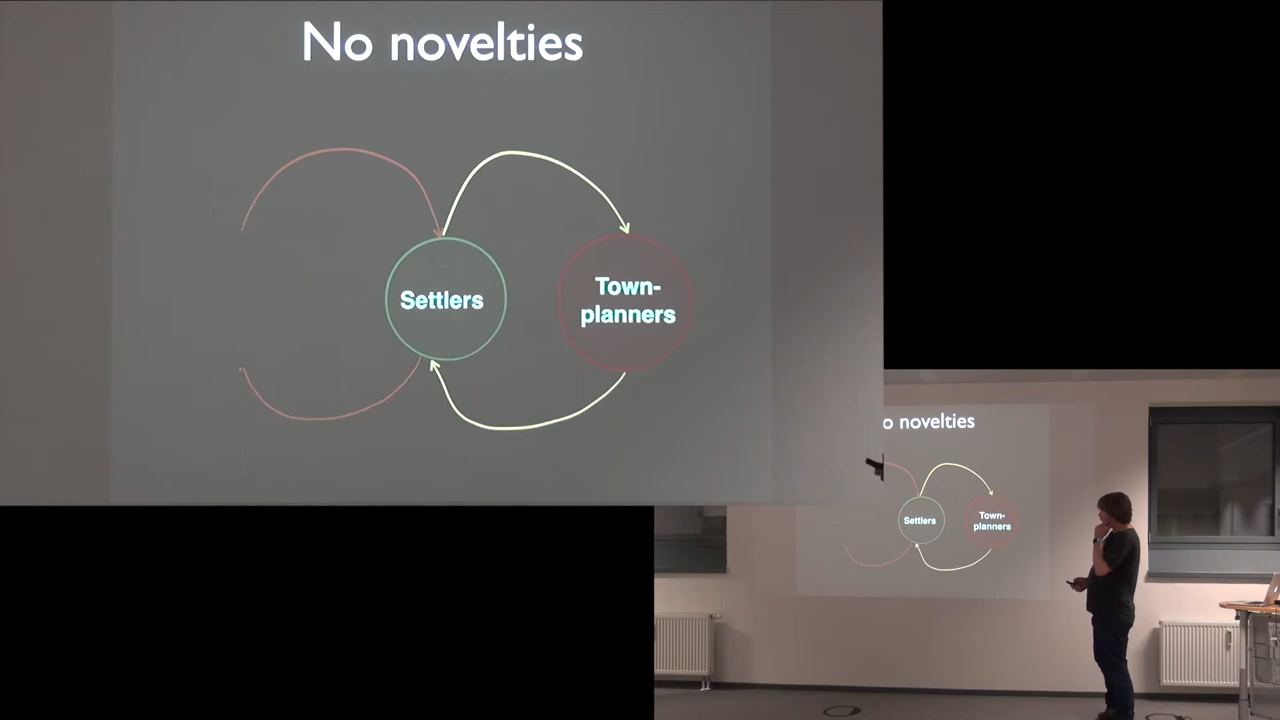 No novelties
Settlers
Town-
planners
o novelties
Settlers
Town-
planners